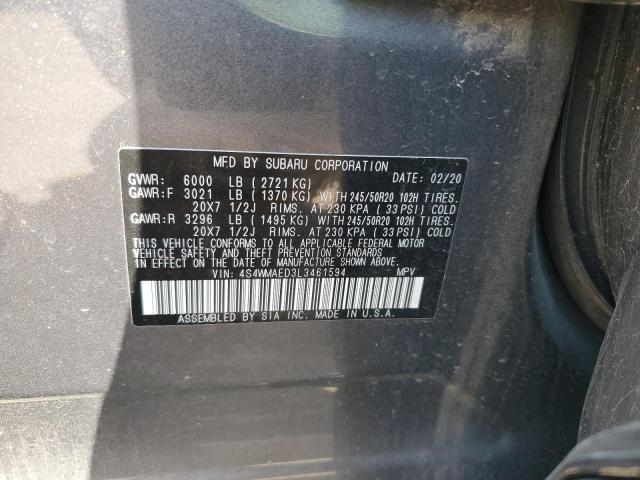 MFD BY SUBARU CORPORATION
GVWR: 6000 LB ( 2721 KG) DATE: 02/20
GAWR:F 3021 LB ( 1370 KG) WITH 245/50R20 102H TIRES,
20X7 1/2J RIMS, AT 230 KPA ( 33 PSI) COLD
GAWR:R 3296 LB ( 1495 KG) WITH 245/50R20 102H TIRES,
20X7 1/2J RIMS, AT 230 KPA ( 33 PSI) COLD
THIS VEHICLE CONFORMS TO ALL APPLICABLE FEDERAL MOTOR
VEHICLE SAFETY AND THEFT PREVENTION STANDARDS IN
EFFECT ON THE DATE OF MANUFACTURE SHOWN ABOVE.
VIN: 4S4WMAED3L3461594 MPV
ASSEMBLED BY SIA INC. MADE IN U.S.A.